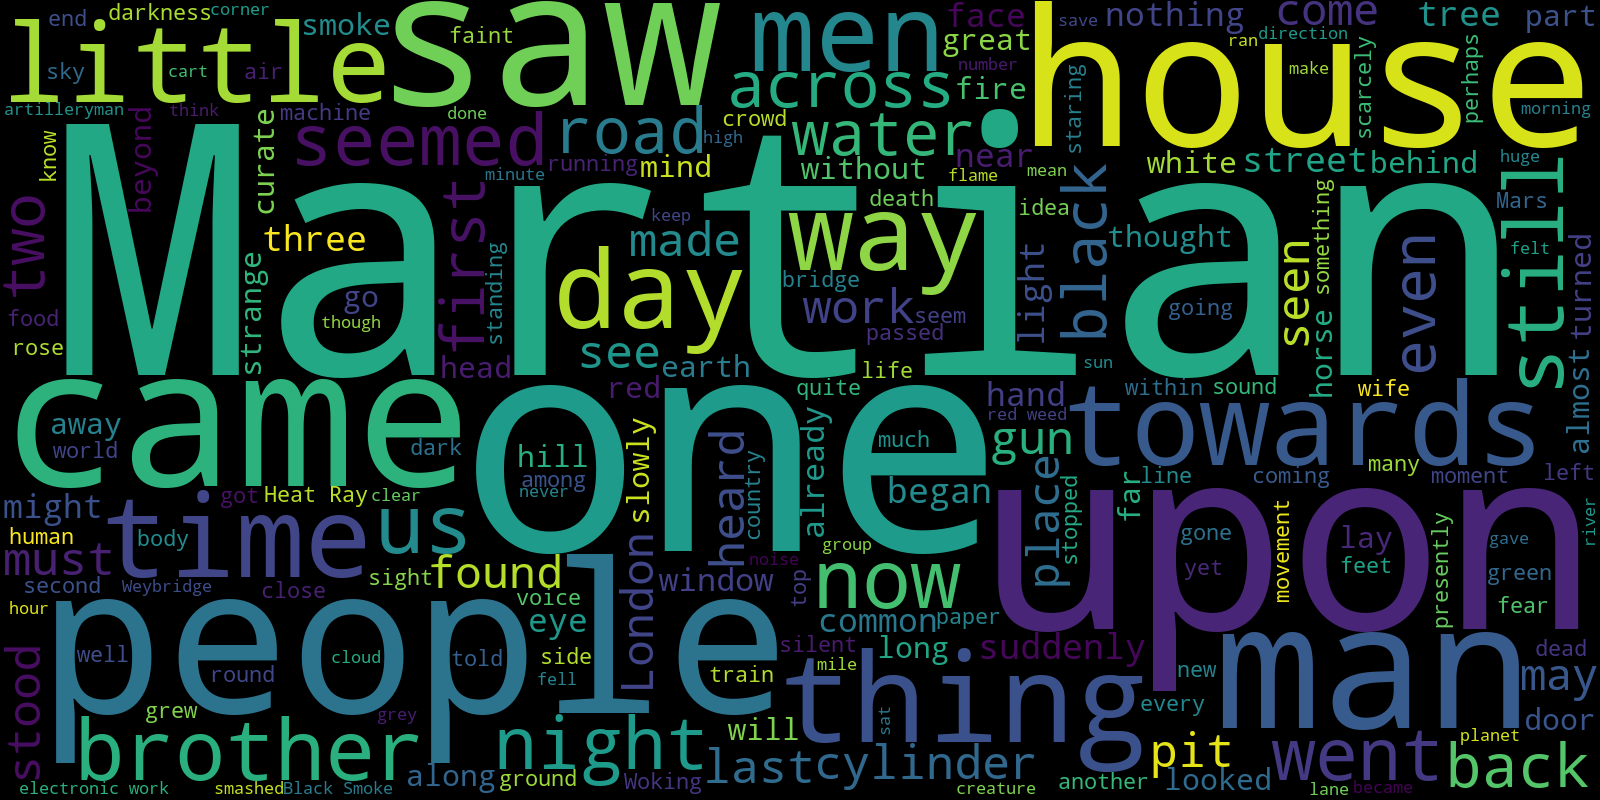 end darkness corner
little saw men face nothing come tree part
smoke faint great save ran direction
sky cart air across fire number make staring scarcely perhaps
artilleryman think machine done crowd high water house morning
know beyond curate seemed road mind running minute without near flame mean white street behind huge
Martian
two three strange first standing made keep death way idea black thought seen something Mars still
go though day bridge work seem light going horse even felt turned
food rose head see earth passed life sun almost
red quite hand within sound wife
came one away world dark hill among slowly heard country already much red weed gun towards
never began place stopped far line coming many moment left
might got Heat Ray clear time us
human must body second Weybridge close sight found London window noise group now top upon movement gone yet lay feet presently gave green river
hour people voice eye common paper fear
well round cloud told side fell train silent mile long suddenly thing new man dead may
stood grew grey brother night will sat every door
along ground Woking last cylinder pit went looked planet back
electronic work smashed Black Smoke creature another lane became